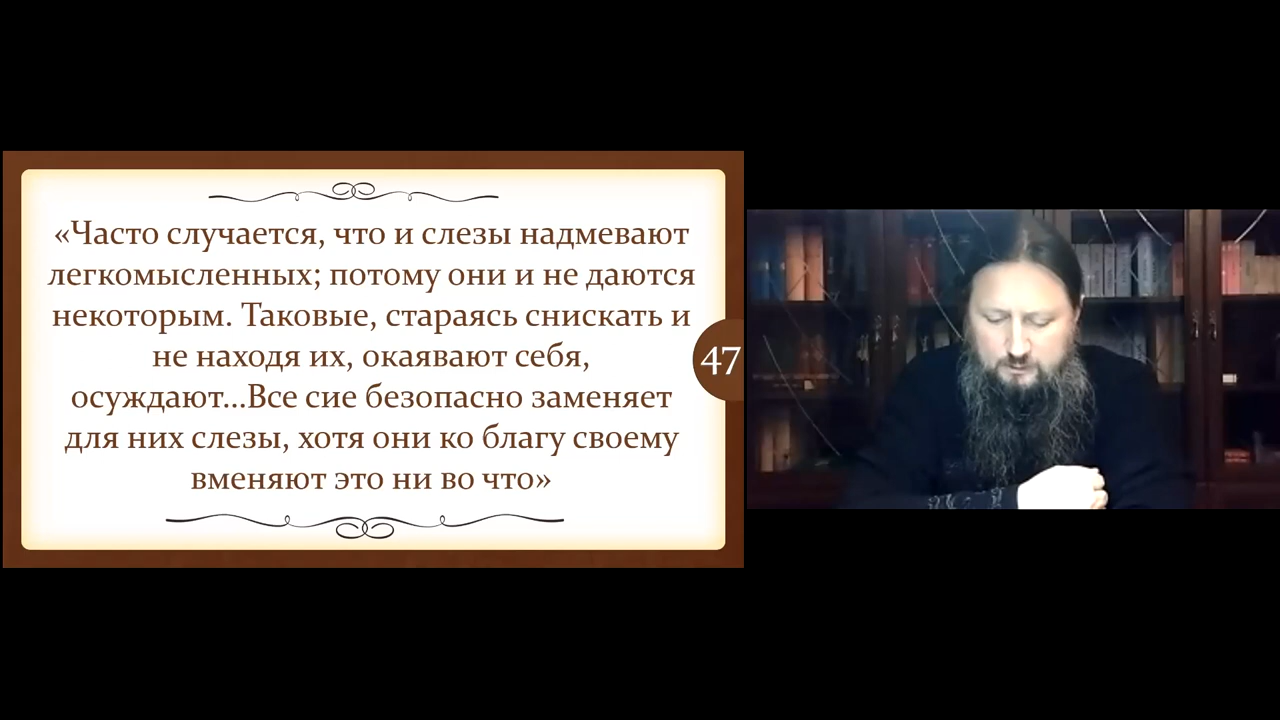 «Часто случается, что и слезы надмевают
легкомысленных; потому они и не даются
некоторым. Таковые, стараясь снискать и
не находя их, окаявают себя,
осуждают...Все сие безопасно заменяет
для них слезы, хотя они ко благу своему
вменяют это ни во что»
47